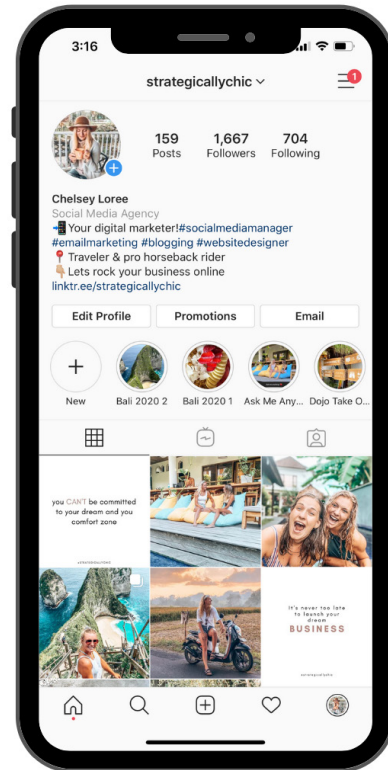 3:16
strategicallychic
1
159 1,667 704
Posts Followers Following
Chelsey Loree
Social Media Agency
Your digital marketer!#socialmediamanager
#emailmarketing #blogging #websitedesigner
Traveler & pro horseback rider
Lets rock your business online
linktr.ee/strategicallychic
Edit Profile Promotions Email
New Bali 2020 2 Bali 2020 1 Ask Me Any... Dojo Take O...
you CAN'T be committed
to your dream and you
comfort zone
It's never too late
to launch your
dream
BUSINESS